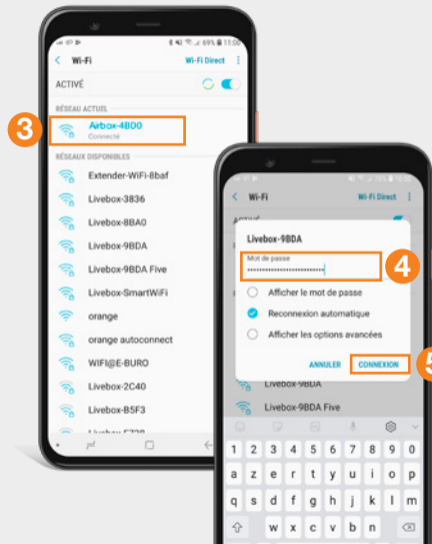 69% 11:06
Wi-Fi
Wi-Fi Direct
ACTIVÉ
RÉSEAU ACTUEL
3
Airbox-4BD0
Connecté
RÉSEAUX DISPONIBLES
Extender-WiFi-8baf
Livebox-3836
Livebox-8BA0
Livebox-9BDA
Livebox-9BDA Five
Livebox-SmartWiFi
orange
orange autoconnect
WIFI@E-BURO
Livebox-2C40
Livebox-B5F3
Wi-Fi
Wi-Fi Direct
Livebox-9BDA
Mot de passe
4
Afficher le mot de passe
Reconnexion automatique
Afficher les options avancées
ANNULER CONNEXION
5
Livebox-9BDA
Livebox-9BDA Five
1 2 3 4 5 6 7 8 9 0
a z e r t y u i o p
q s d f g h j k l m
w x c v b n